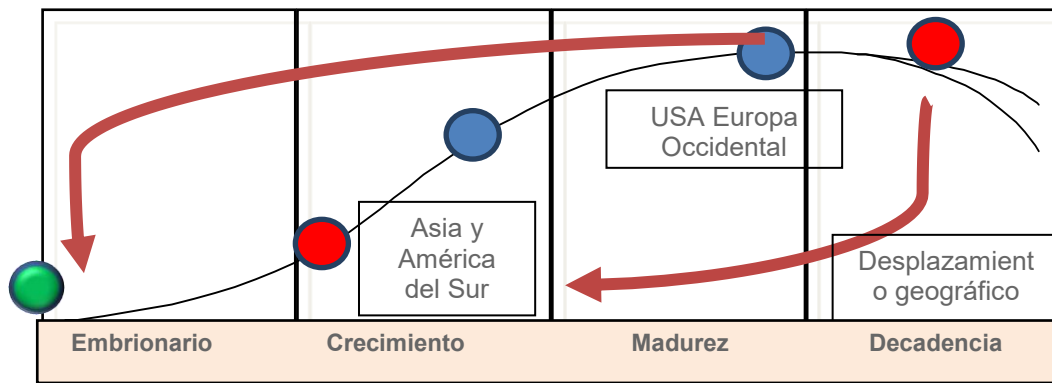 USA Europa
Occidental
Asia y
América
del Sur
Desplazamient
o geográfico
Embrionario
Crecimiento
Madurez
Decadencia